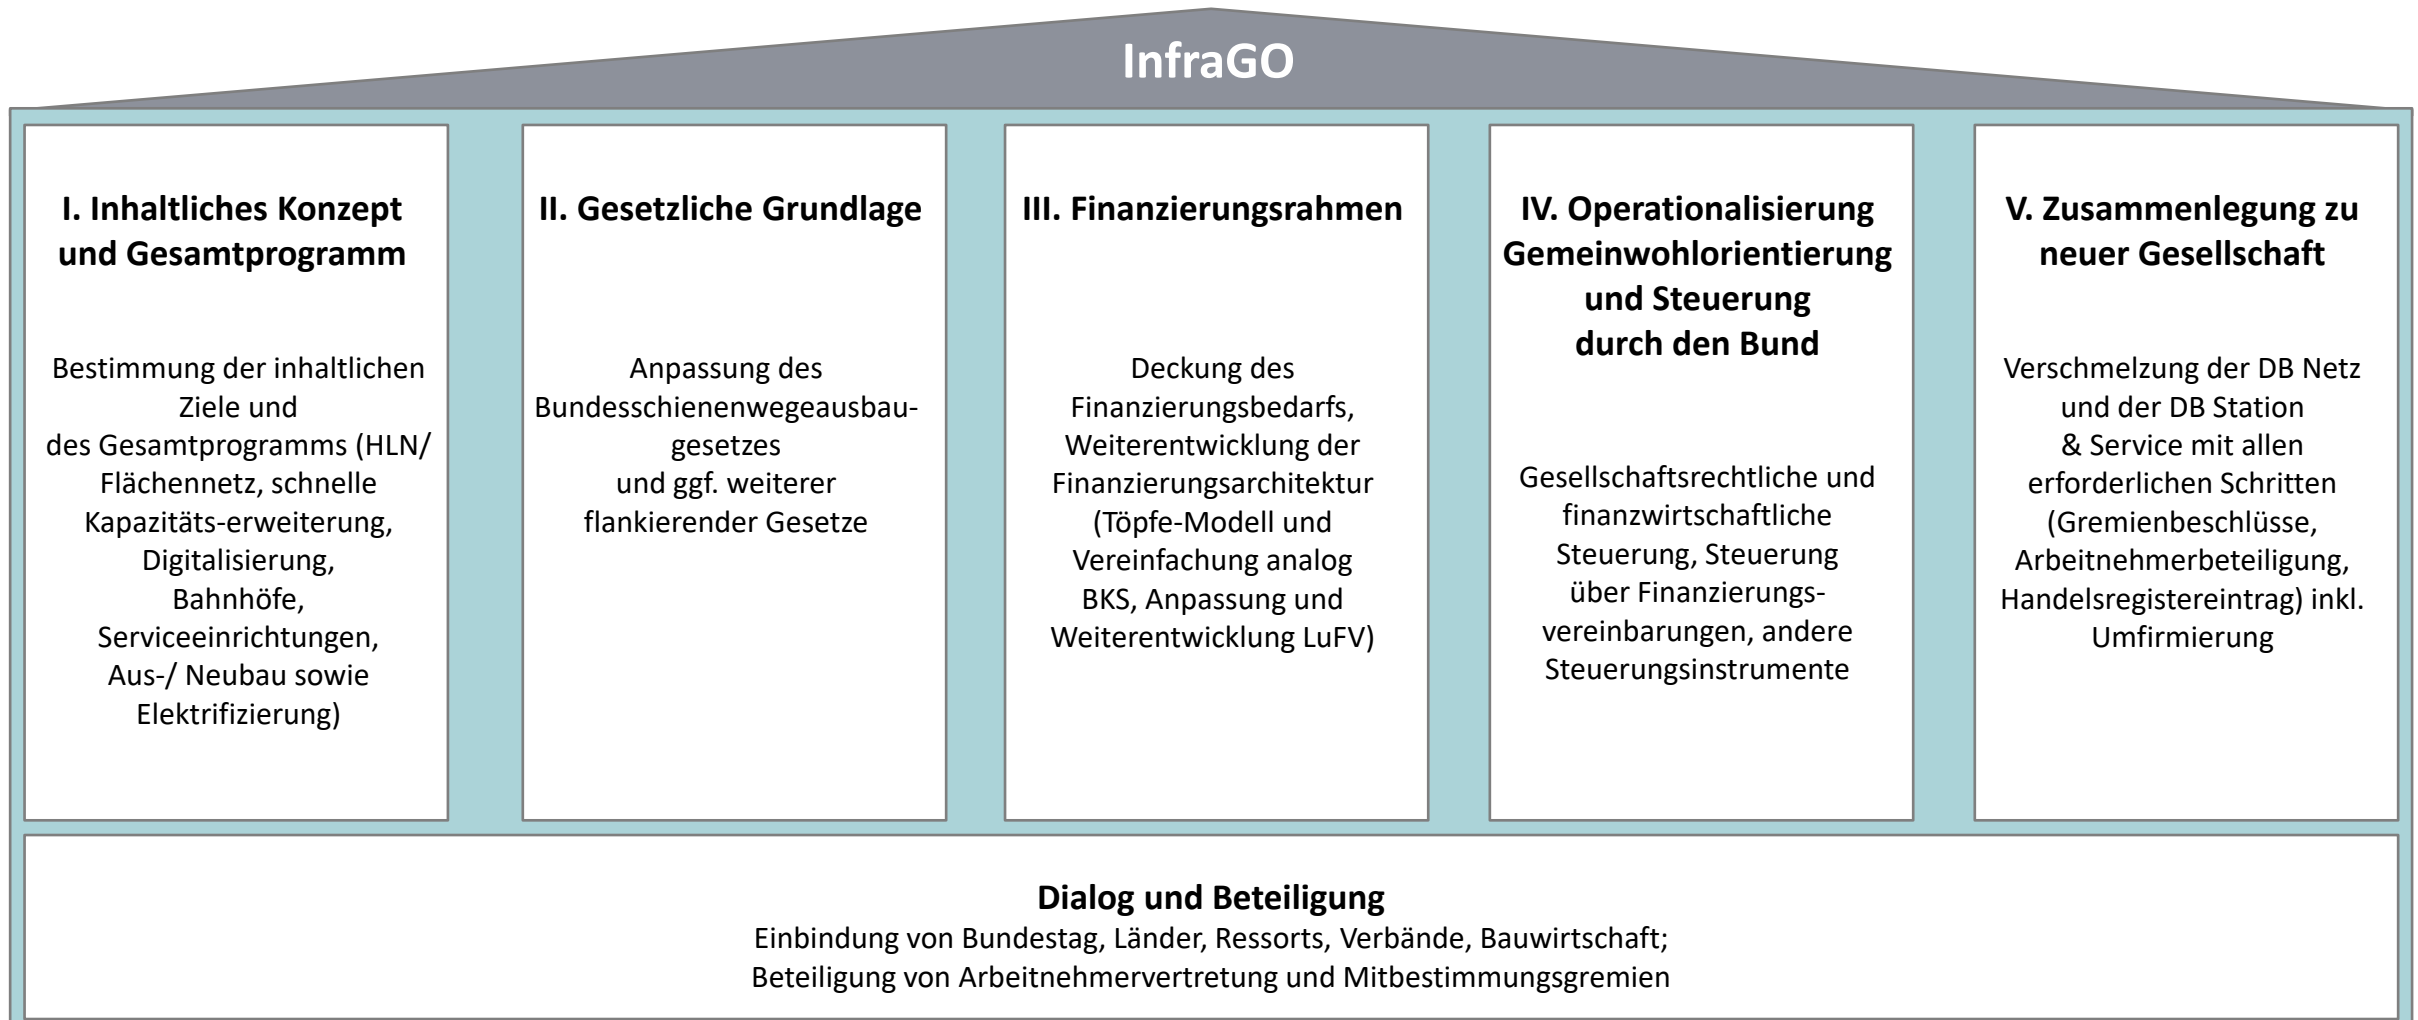 InfraGO
I. Inhaltliches Konzept
und Gesamtprogramm
Bestimmung der inhaltlichen
Ziele und
des Gesamtprogramms (HLN/
Flächennetz, schnelle
Kapazitäts-erweiterung,
Digitalisierung,
Bahnhöfe,
Serviceeinrichtungen,
Aus-/ Neubau sowie
Elektrifizierung)
II. Gesetzliche Grundlage
Anpassung des
Bundesschienenwegeausbau-
gesetzes
und ggf. weiterer
flankierender Gesetze
III. Finanzierungsrahmen
Deckung des
Finanzierungsbedarfs,
Weiterentwicklung der
Finanzierungsarchitektur
(Töpfe-Modell und
Vereinfachung analog
BKS, Anpassung und
Weiterentwicklung LuFV)
IV. Operationalisierung
Gemeinwohlorientierung
und Steuerung
durch den Bund
Gesellschaftsrechtliche und
finanzwirtschaftliche
Steuerung, Steuerung
über Finanzierungs-
vereinbarungen, andere
Steuerungsinstrumente
V. Zusammenlegung zu
neuer Gesellschaft
Verschmelzung der DB Netz
und der DB Station
& Service mit allen
erforderlichen Schritten
(Gremienbeschlüsse,
Arbeitnehmerbeteiligung,
Handelsregistereintrag) inkl.
Umfirmierung
Dialog und Beteiligung
Einbindung von Bundestag, Länder, Ressorts, Verbände, Bauwirtschaft;
Beteiligung von Arbeitnehmervertretung und Mitbestimmungsgremien